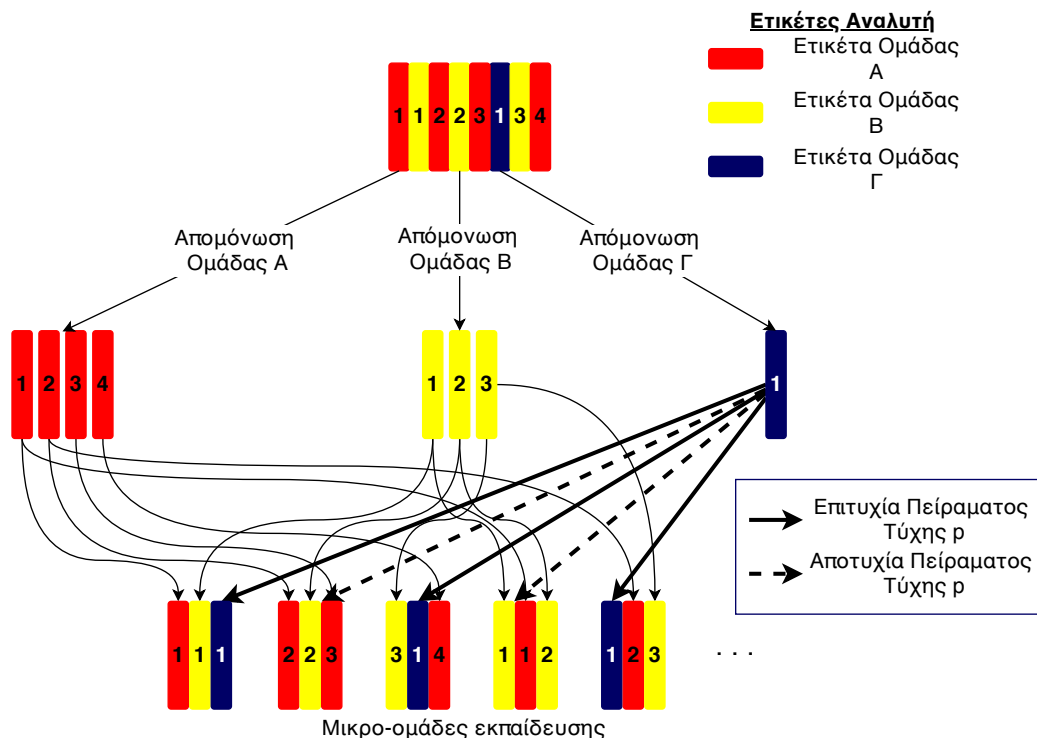 Ετικέτες Αναλυτή
Ετικέτα Ομάδας
Α
Ετικέτα Ομάδας
Β
Ετικέτα Ομάδας
Γ
1 1 2 2 3 1 3 4
Απομόνωση
Ομάδας Α
Απόμονωση
Ομάδας Β
Απόμονωση
Ομάδας Γ
1 2 3 4
1 2 3
1
Επιτυχία Πείραματος
Τύχης p
Αποτυχία Πείραματος
Τύχης p
1 1 1
2 2 3
3 1 4
1 1 2
1 2 3
. . .
Μικρο-ομάδες εκπαίδευσης